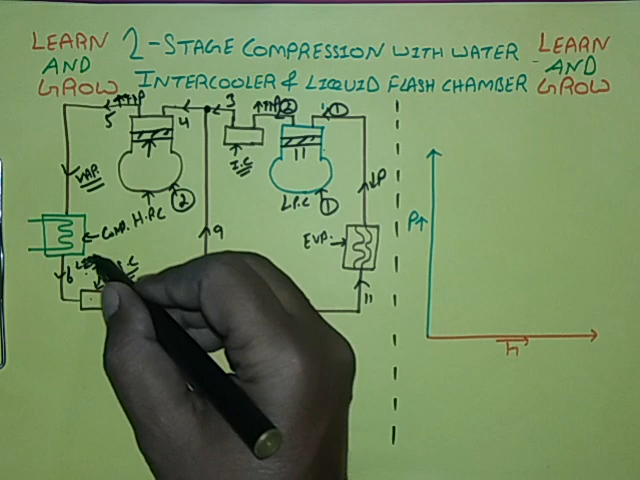 LEARN AND GROW
2-STAGE COMPRESSION WITH WATER
INTERCOOLER & LIQUID FLASH CHAMBER
LEARN AND GROW
5
4
3
2
1
I.C
LP
VAP.
H.P.C
2
L.P.C
1
COND.
9
EVP.
6
11
P↑
h